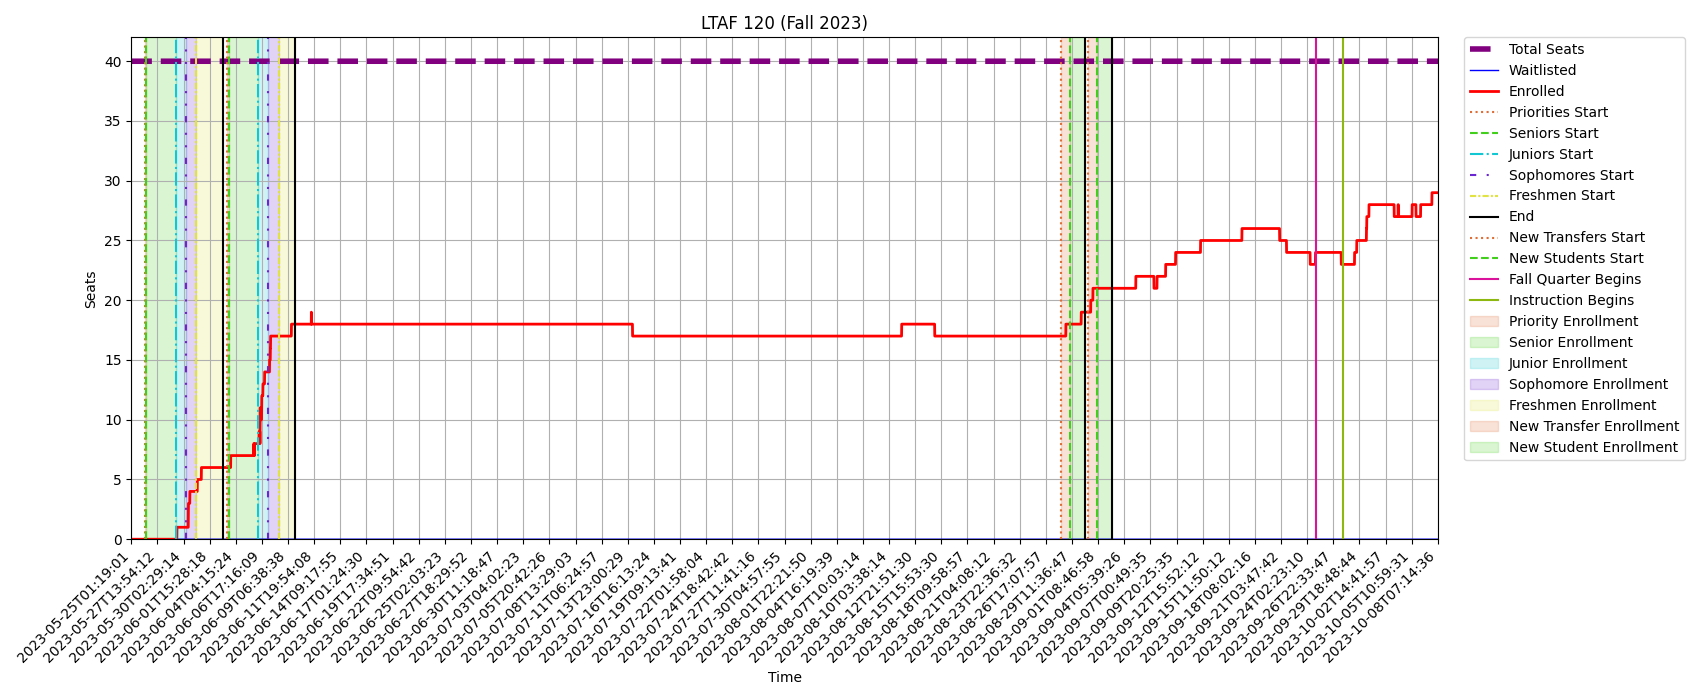 LTAF 120 (Fall 2023)
Seats
40
35
30
25
20
15
10
5
0
2023-05-25T01:19:01
2023-05-27T13:54:12
2023-05-30T02:29:14
2023-06-01T15:28:18
2023-06-04T04:15:24
2023-06-06T17:16:09
2023-06-09T06:38:38
2023-06-11T19:54:08
2023-06-14T09:17:55
2023-06-17T01:24:30
2023-06-19T17:34:51
2023-06-22T09:54:42
2023-06-25T02:03:23
2023-06-27T18:29:52
2023-06-30T11:18:47
2023-07-03T04:02:23
2023-07-05T20:42:26
2023-07-08T13:29:03
2023-07-11T06:24:57
2023-07-13T23:00:29
2023-07-16T16:13:24
2023-07-19T09:13:41
2023-07-22T01:58:04
2023-07-24T18:42:42
2023-07-27T11:41:16
2023-07-30T04:57:55
2023-08-01T22:21:50
2023-08-04T16:19:39
2023-08-07T10:03:14
2023-08-10T03:38:14
2023-08-12T21:51:30
2023-08-15T15:53:30
2023-08-18T09:58:57
2023-08-21T04:08:12
2023-08-23T22:36:32
2023-08-26T17:07:57
2023-08-29T11:36:47
2023-09-01T08:46:58
2023-09-04T05:39:26
2023-09-07T00:49:35
2023-09-09T20:25:35
2023-09-12T15:52:12
2023-09-15T11:50:12
2023-09-18T08:02:16
2023-09-21T03:47:42
2023-09-24T02:23:10
2023-09-26T22:33:47
2023-09-29T18:48:44
2023-10-02T14:41:57
2023-10-05T10:59:31
2023-10-08T07:14:36
Time
Total Seats
Waitlisted
Enrolled
Priorities Start
Seniors Start
Juniors Start
Sophomores Start
Freshmen Start
End
New Transfers Start
New Students Start
Fall Quarter Begins
Instruction Begins
Priority Enrollment
Senior Enrollment
Junior Enrollment
Sophomore Enrollment
Freshmen Enrollment
New Transfer Enrollment
New Student Enrollment